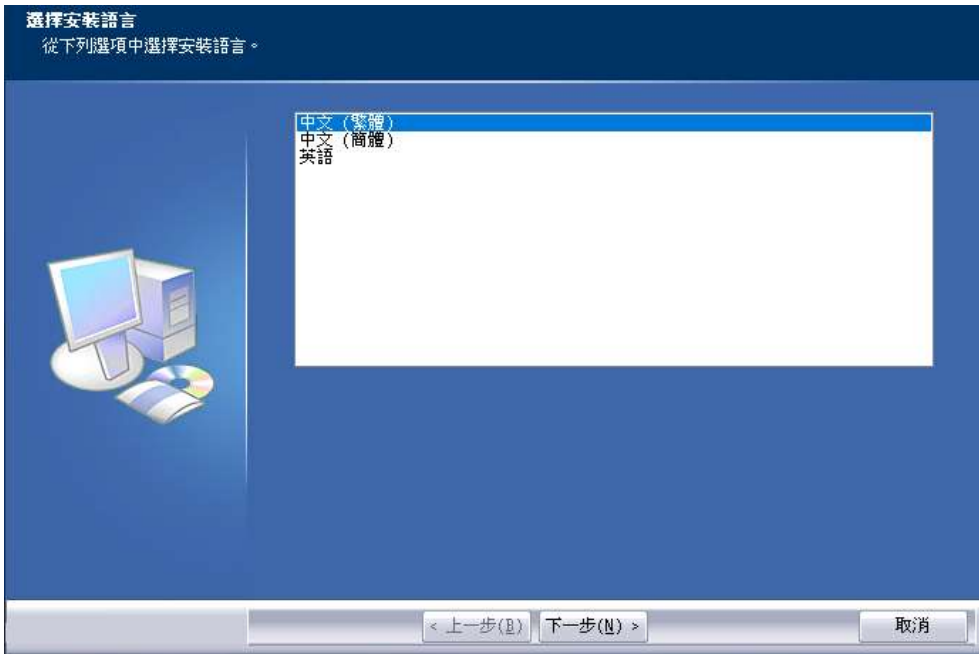 選擇安裝語言
從下列選項中選擇安裝語言。
中文 (繁體)
中文 (簡體)
英語
< 上一步(B) 下一步(N) > 取消